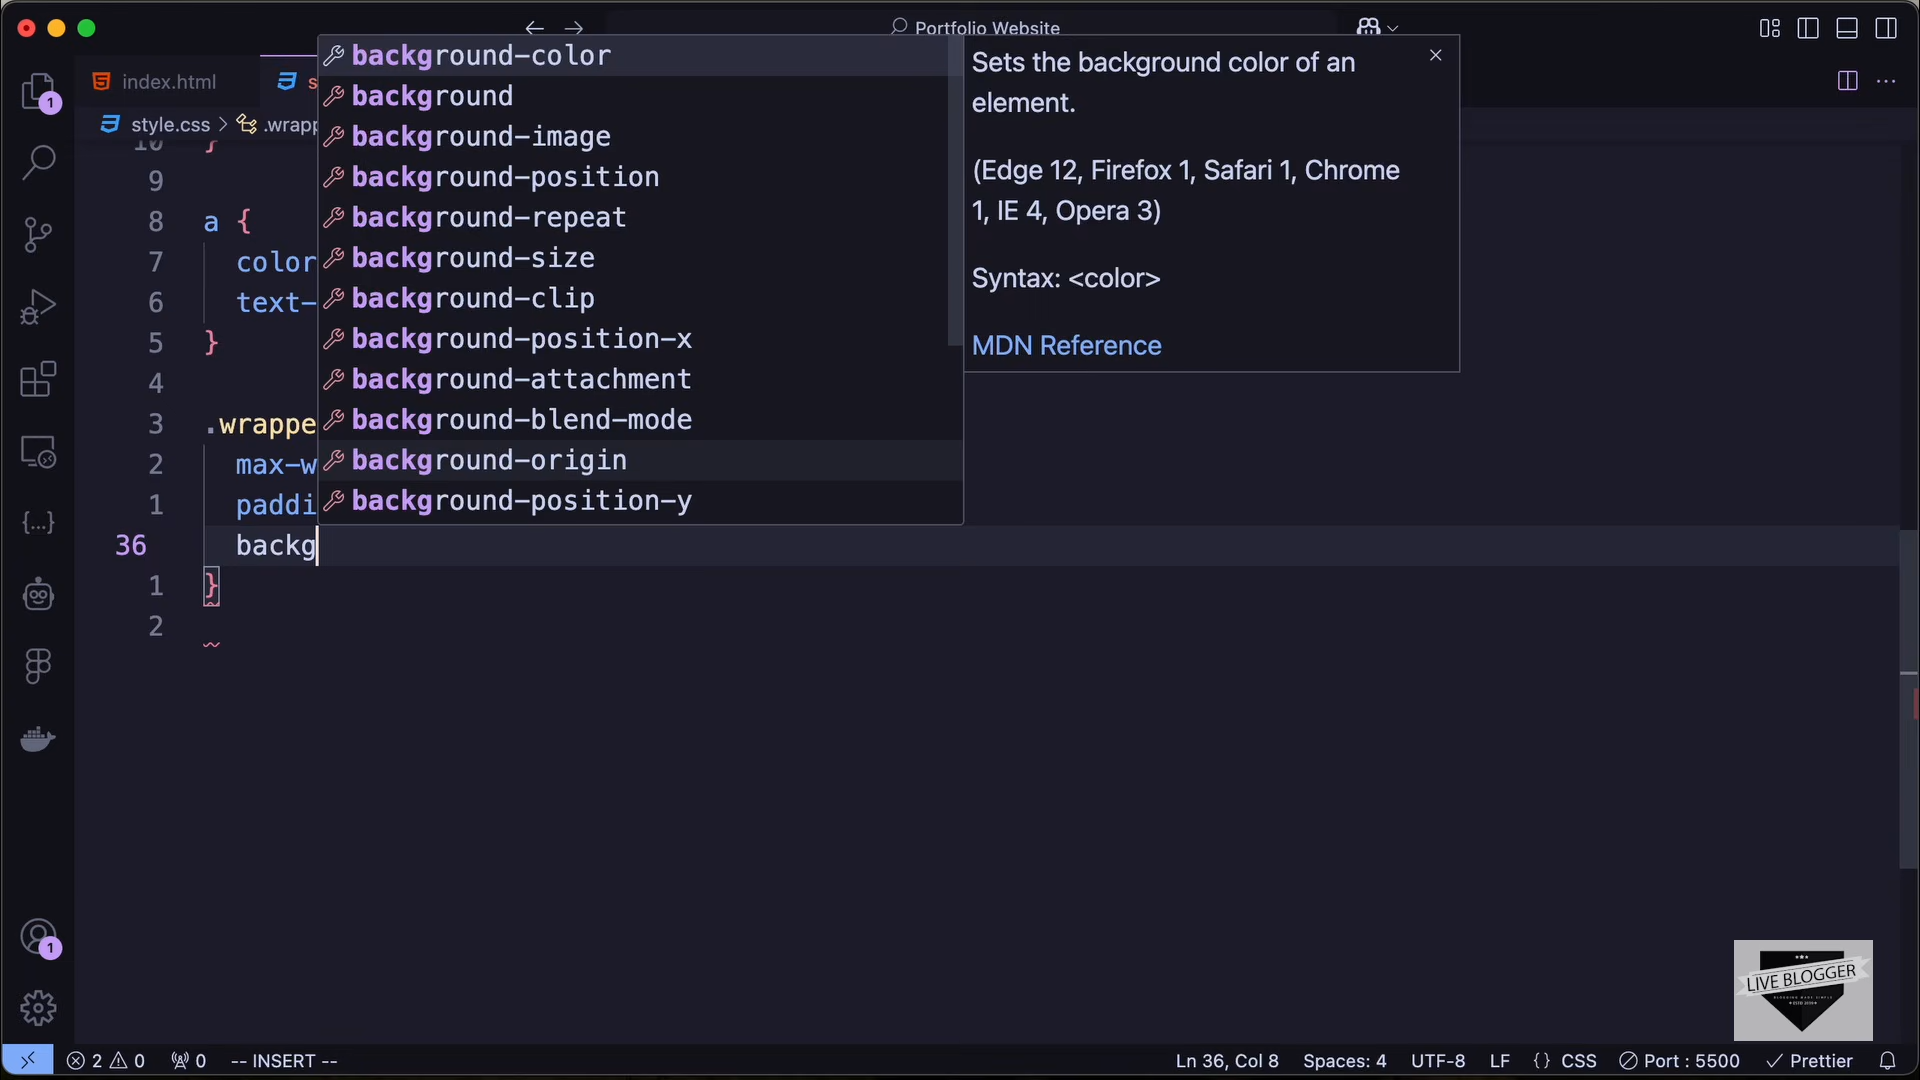 Portfolio Website
index.html
s
style.css > .wrapp
1
10 }
9
8 a {
7 color
6 text-
5 }
4
3 .wrappe
2 max-w
1 paddi
36 backg
1 }
2
background-color
background
background-image
background-position
background-repeat
background-size
background-clip
background-position-x
background-attachment
background-blend-mode
background-origin
background-position-y
Sets the background color of an
element.
(Edge 12, Firefox 1, Safari 1, Chrome
1, IE 4, Opera 3)
Syntax: <color>
MDN Reference
1
LIVE BLOGGER
2 0 0 -- INSERT -- Ln 36, Col 8 Spaces: 4 UTF-8 LF {} CSS Port : 5500 Prettier